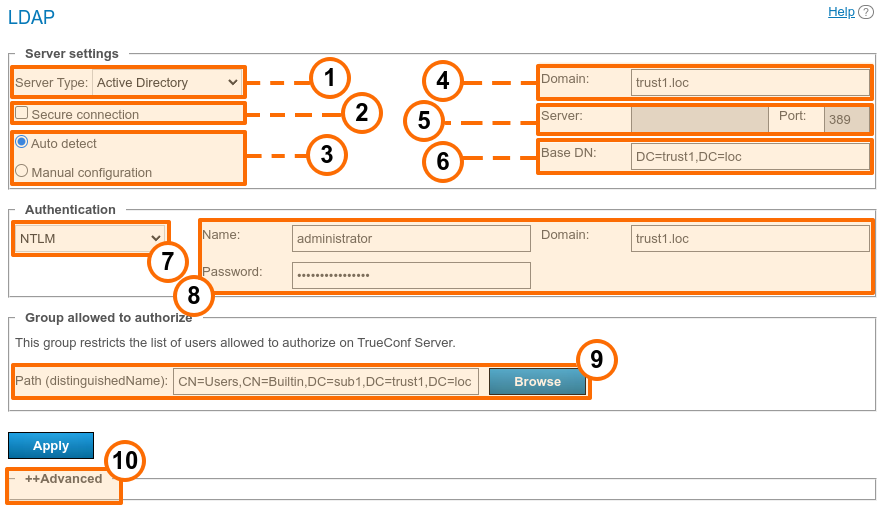 LDAP
Help ?
Server settings
Server Type: Active Directory 1
4 Domain: trust1.loc
Secure connection 2
5 Server: Port: 389
Auto detect
3
Manual configuration
6 Base DN: DC=trust1,DC=loc
Authentication
NTLM
7
Name: administrator Domain: trust1.loc
Password: ••••••••••••••••
8
Group allowed to authorize
This group restricts the list of users allowed to authorize on TrueConf Server.
9
Path (distinguishedName): CN=Users,CN=Builtin,DC=sub1,DC=trust1,DC=loc Browse
Apply
10
++Advanced